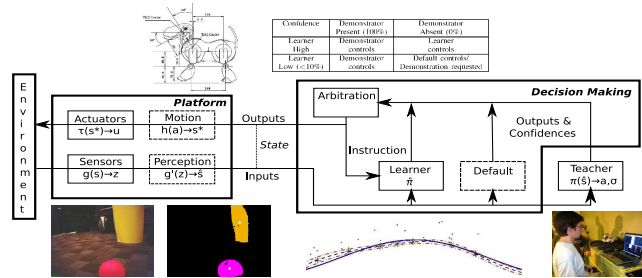 Confidence Demonstrator Demonstrator
Present (100%) Absent (0%)
Learner Demonstrator Learner
High controls controls
Learner Demonstrator Default controls/
Low (<10%) controls Demonstration requested
Environment
Platform
Actuators
τ(s*)→u
Motion
h(a)→s*
Sensors
g(s)→z
Perception
g'(z)→ŝ
Outputs
State
Inputs
Decision Making
Arbitration
Instruction
Outputs &
Confidences
Learner
π̂
Default
Teacher
π(ŝ)→a,σ